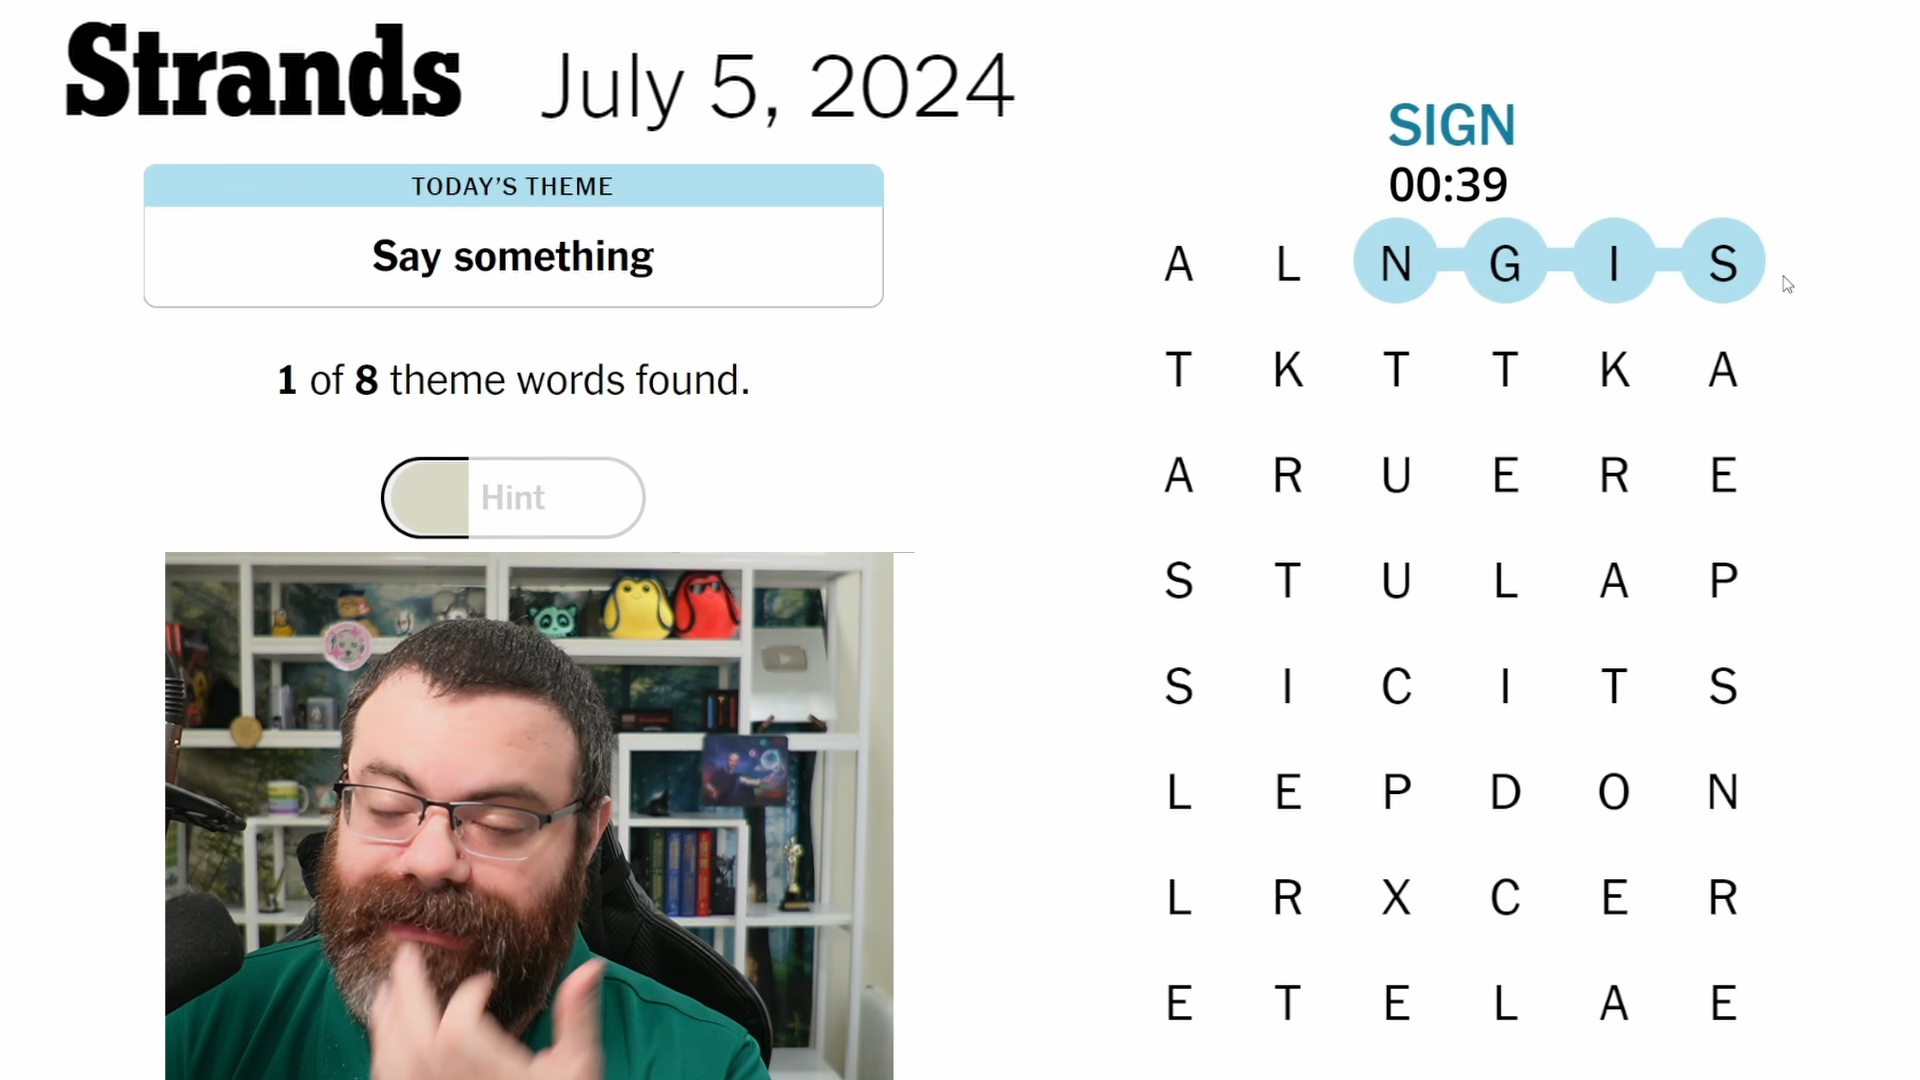 Strands July 5, 2024
TODAY'S THEME
Say something
1 of 8 theme words found.
Hint
SIGN
00:39
A L N G I S
T K T T K A
A R U E R E
S T U L A P
S I C I T S
L E P D O N
L R X C E R
E T E L A E